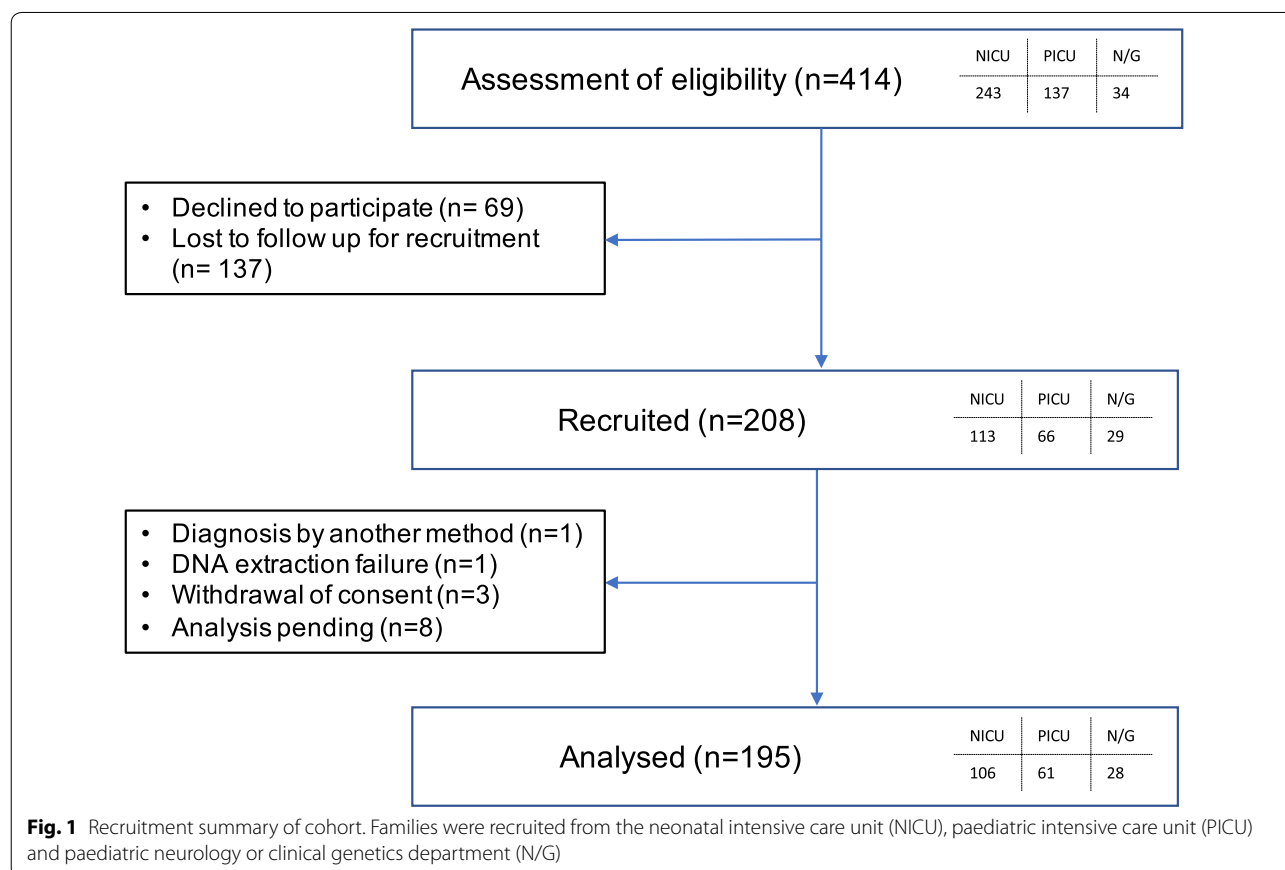 Assessment of eligibility (n=414)
NICU PICU N/G
243 137 34
• Declined to participate (n= 69)
• Lost to follow up for recruitment
(n= 137)
Recruited (n=208)
NICU PICU N/G
113 66 29
• Diagnosis by another method (n=1)
• DNA extraction failure (n=1)
• Withdrawal of consent (n=3)
• Analysis pending (n=8)
Analysed (n=195)
NICU PICU N/G
106 61 28
Fig. 1 Recruitment summary of cohort. Families were recruited from the neonatal intensive care unit (NICU), paediatric intensive care unit (PICU)
and paediatric neurology or clinical genetics department (N/G)